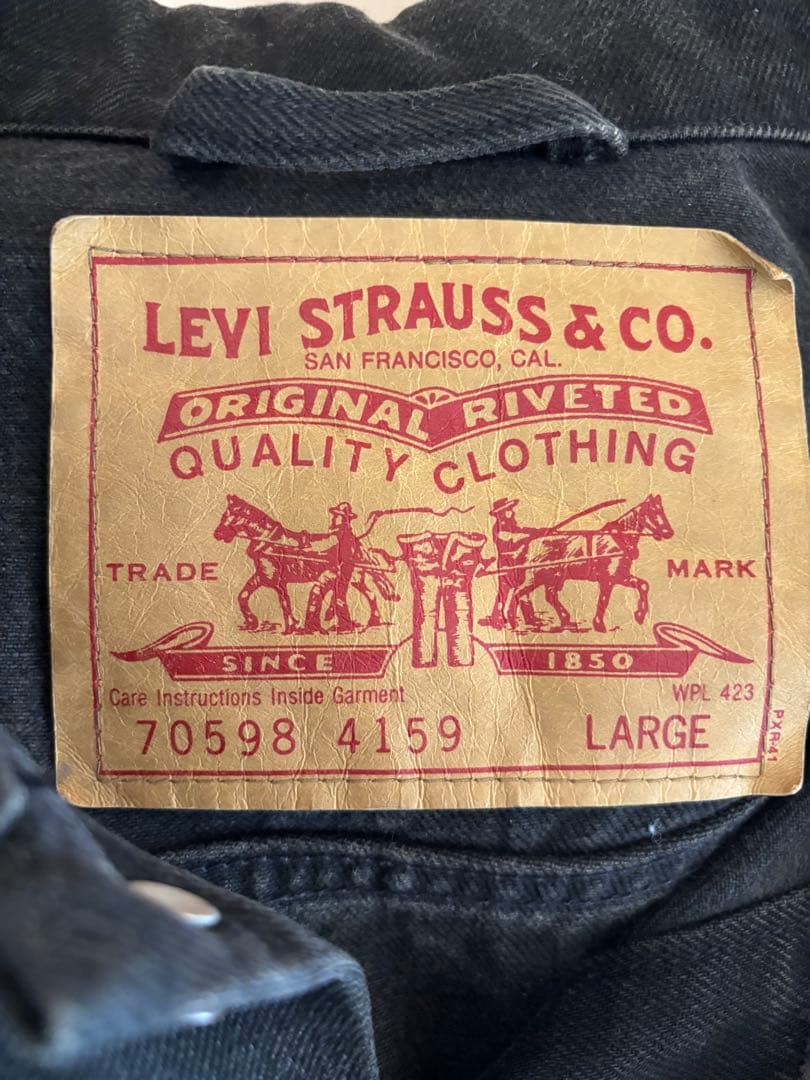 LEVI STRAUSS & CO.
SAN FRANCISCO, CAL.
ORIGINAL RIVETED
QUALITY CLOTHING
TRADE MARK
SINCE 1850
Care Instructions Inside Garment WPL 423
70598 4159 LARGE
PXR-41